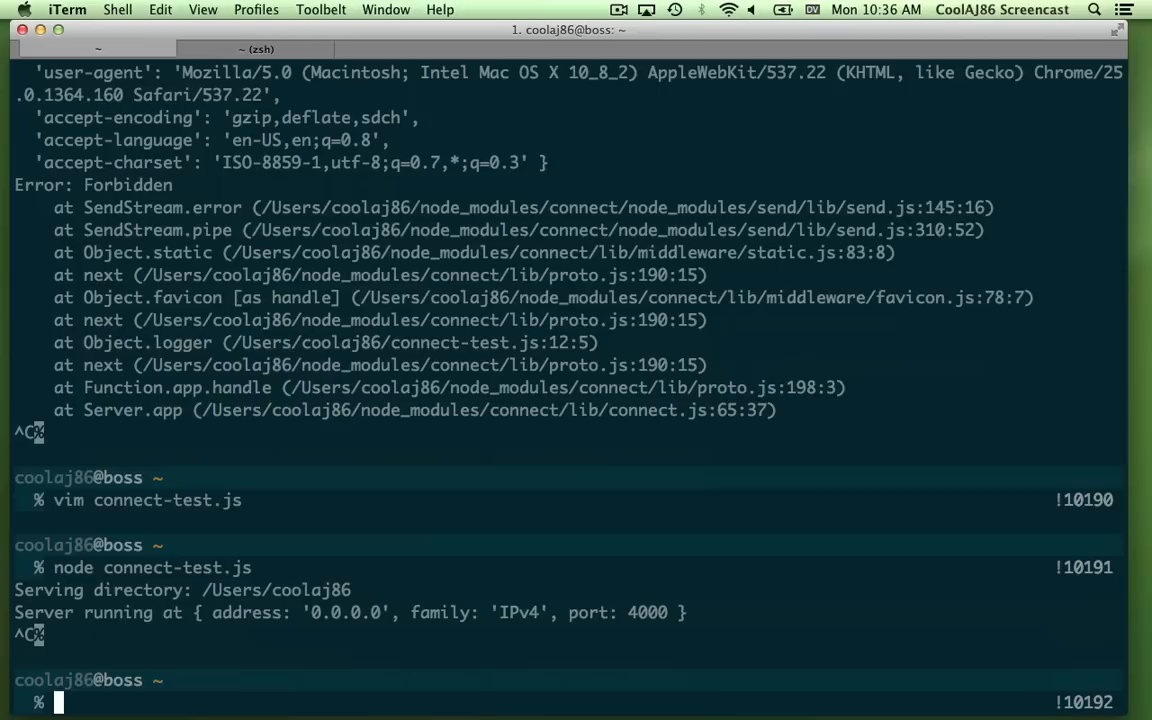 iTerm Shell Edit View Profiles Toolbelt Window Help DV Mon 10:36 AM CoolAJ86 Screencast
1. coolaj86@boss: ~
~ ~ (zsh)
'user-agent': 'Mozilla/5.0 (Macintosh; Intel Mac OS X 10_8_2) AppleWebKit/537.22 (KHTML, like Gecko) Chrome/25
.0.1364.160 Safari/537.22',
'accept-encoding': 'gzip,deflate,sdch',
'accept-language': 'en-US,en;q=0.8',
'accept-charset': 'ISO-8859-1,utf-8;q=0.7,*;q=0.3' }
Error: Forbidden
at SendStream.error (/Users/coolaj86/node_modules/connect/node_modules/send/lib/send.js:145:16)
at SendStream.pipe (/Users/coolaj86/node_modules/connect/node_modules/send/lib/send.js:310:52)
at Object.static (/Users/coolaj86/node_modules/connect/lib/middleware/static.js:83:8)
at next (/Users/coolaj86/node_modules/connect/lib/proto.js:190:15)
at Object.favicon [as handle] (/Users/coolaj86/node_modules/connect/lib/middleware/favicon.js:78:7)
at next (/Users/coolaj86/node_modules/connect/lib/proto.js:190:15)
at Object.logger (/Users/coolaj86/connect-test.js:12:5)
at next (/Users/coolaj86/node_modules/connect/lib/proto.js:190:15)
at Function.app.handle (/Users/coolaj86/node_modules/connect/lib/proto.js:198:3)
at Server.app (/Users/coolaj86/node_modules/connect/lib/connect.js:65:37)
^C%
coolaj86@boss ~
% vim connect-test.js !10190
coolaj86@boss ~
% node connect-test.js !10191
Serving directory: /Users/coolaj86
Server running at { address: '0.0.0.0', family: 'IPv4', port: 4000 }
^C%
coolaj86@boss ~
% !10192